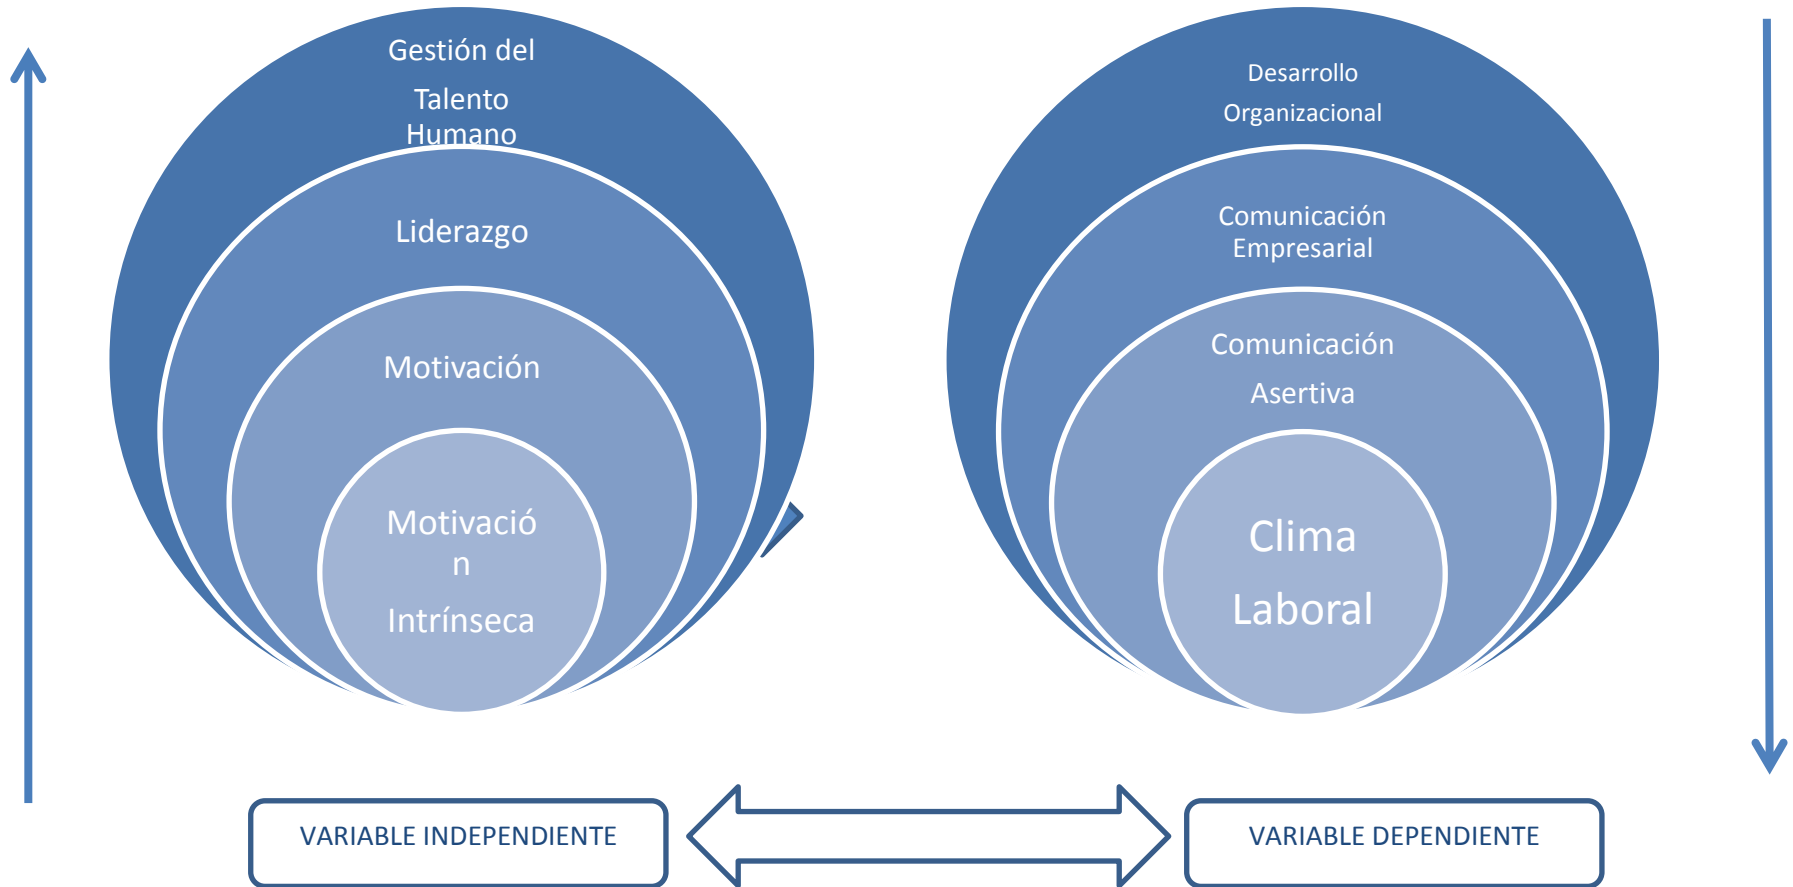 Gestión del
Talento
Humano
Liderazgo
Motivación
Motivació
n
Intrínseca
Desarrollo
Organizacional
Comunicación
Empresarial
Comunicación
Asertiva
Clima
Laboral
VARIABLE INDEPENDIENTE
VARIABLE DEPENDIENTE